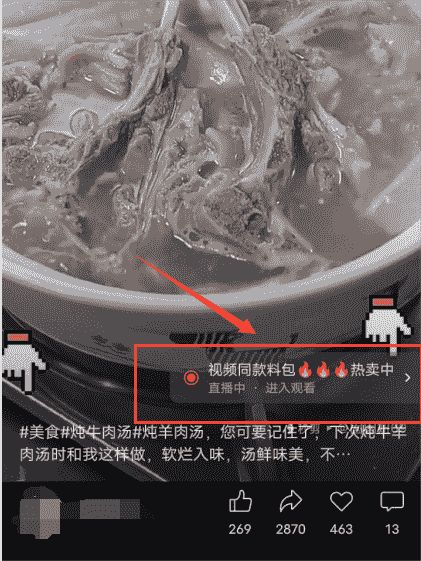 视频同款料包🔥🔥🔥热卖中
直播中 · 进入观看
#美食#炖牛肉汤#炖羊肉汤，您可要记住了，下次炖牛羊
肉汤时和我这样做，软烂入味，汤鲜味美，不…
269
2870
463
13